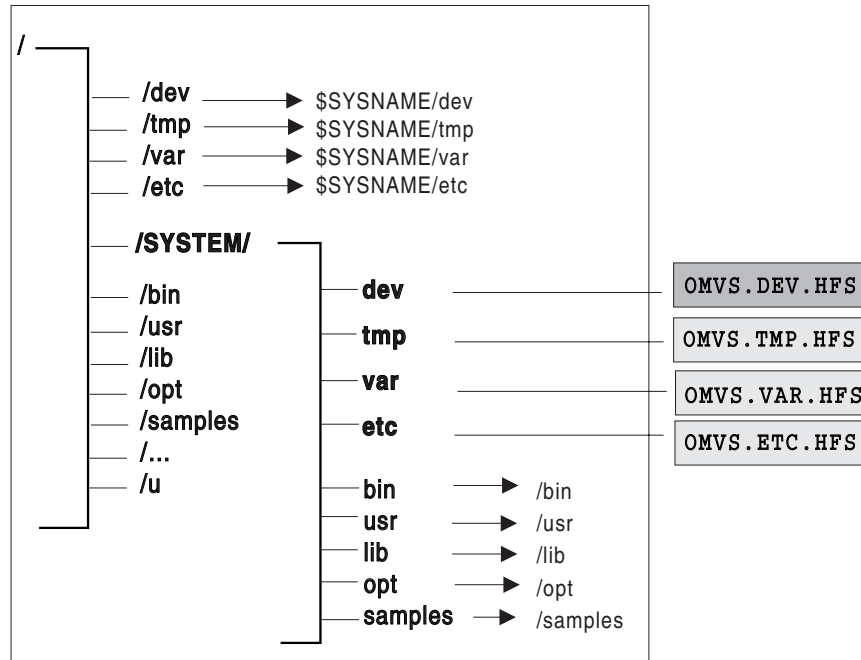 /
/dev $SYSNAME/dev
/tmp $SYSNAME/tmp
/var $SYSNAME/var
/etc $SYSNAME/etc
/SYSTEM/
/bin
/usr
/lib
/opt
/samples
/...
/u
dev OMVS.DEV.HFS
tmp OMVS.TMP.HFS
var OMVS.VAR.HFS
etc OMVS.ETC.HFS
bin /bin
usr /usr
lib /lib
opt /opt
samples /samples